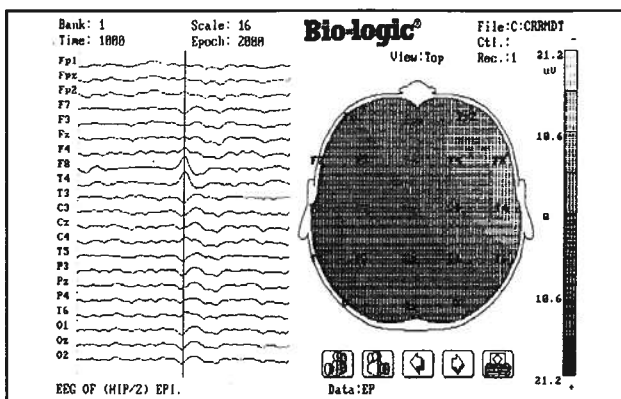 Bank: 1
Scale: 16
Time: 1000
Epoch: 2000
Bio-logic®
View:Top
File:C:CRRMDT
Ctl.:
Rec.:1
-
21.2
uV
10.6
0
10.6
21.2
+
Fp1
Fpz
Fp2
F7
F3
Fz
F4
F8
T4
T3
C3
Cz
C4
T5
P3
Pz
P4
T6
O1
Oz
O2
EEG OF (HIP/Z) EPI.
Data:EP